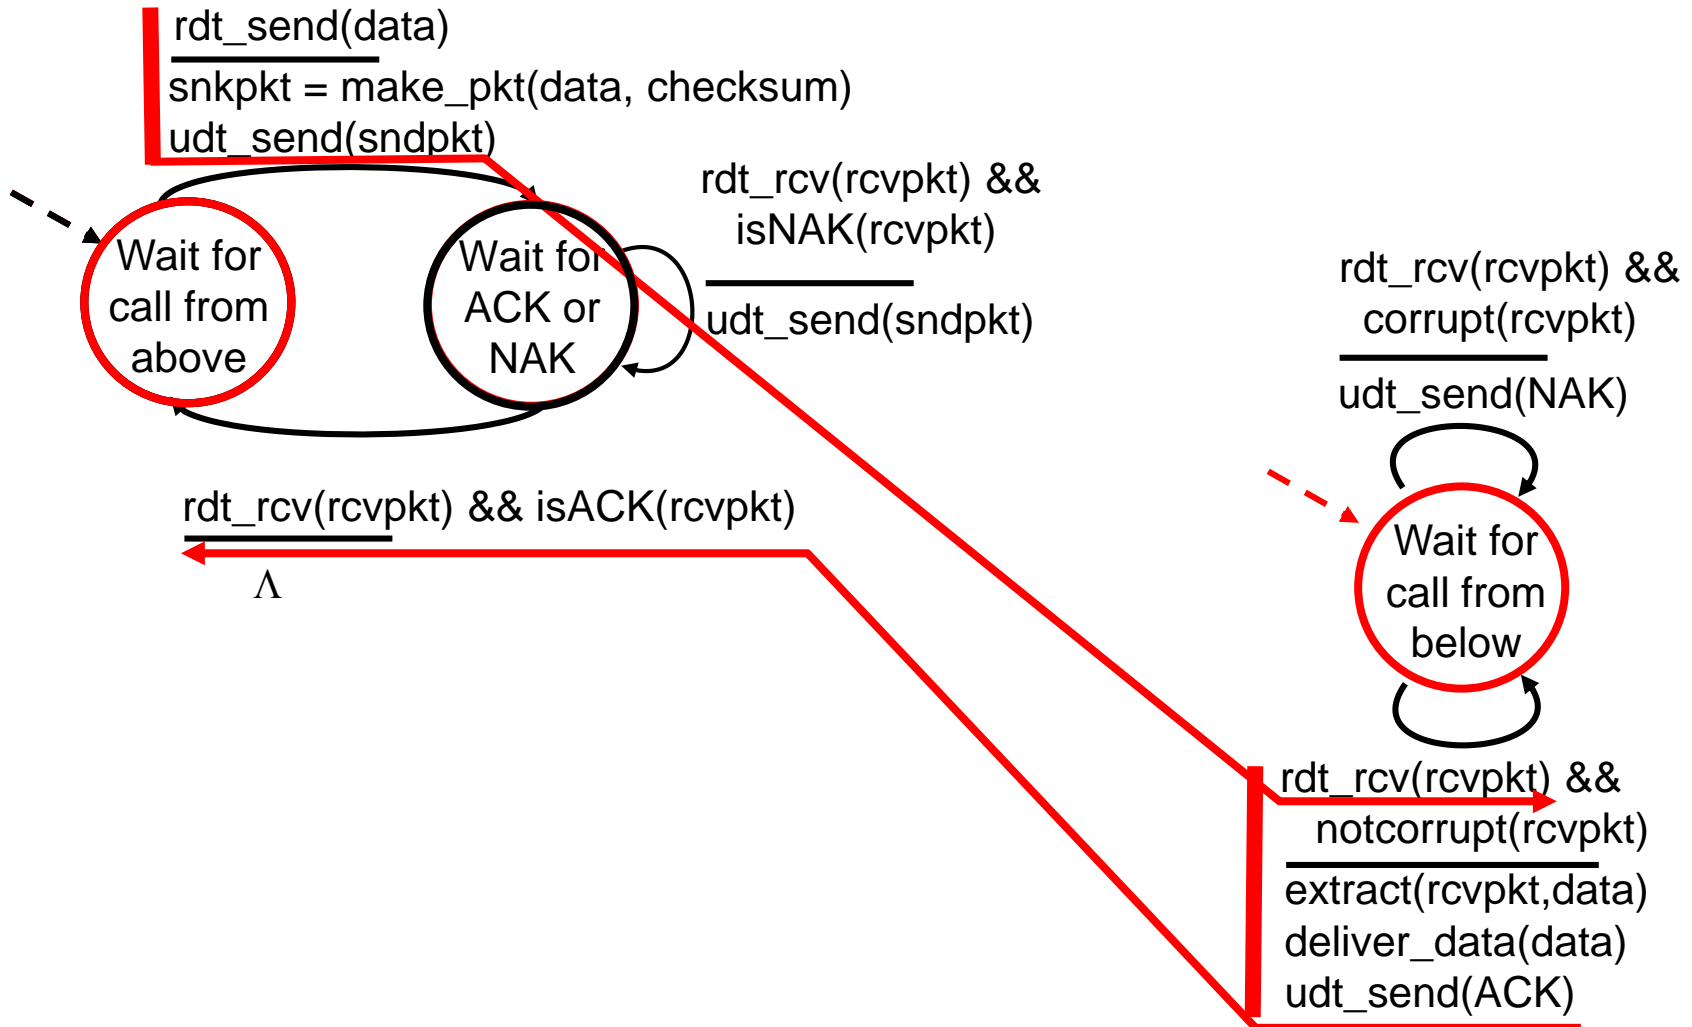 rdt_send(data)
snkpkt = make_pkt(data, checksum)
udt_send(sndpkt)
Wait for
call from
above
Wait for
ACK or
NAK
rdt_rcv(rcvpkt) &&
isNAK(rcvpkt)
udt_send(sndpkt)
rdt_rcv(rcvpkt) && isACK(rcvpkt)
Λ
rdt_rcv(rcvpkt) &&
corrupt(rcvpkt)
udt_send(NAK)
Wait for
call from
below
rdt_rcv(rcvpkt) &&
notcorrupt(rcvpkt)
extract(rcvpkt,data)
deliver_data(data)
udt_send(ACK)